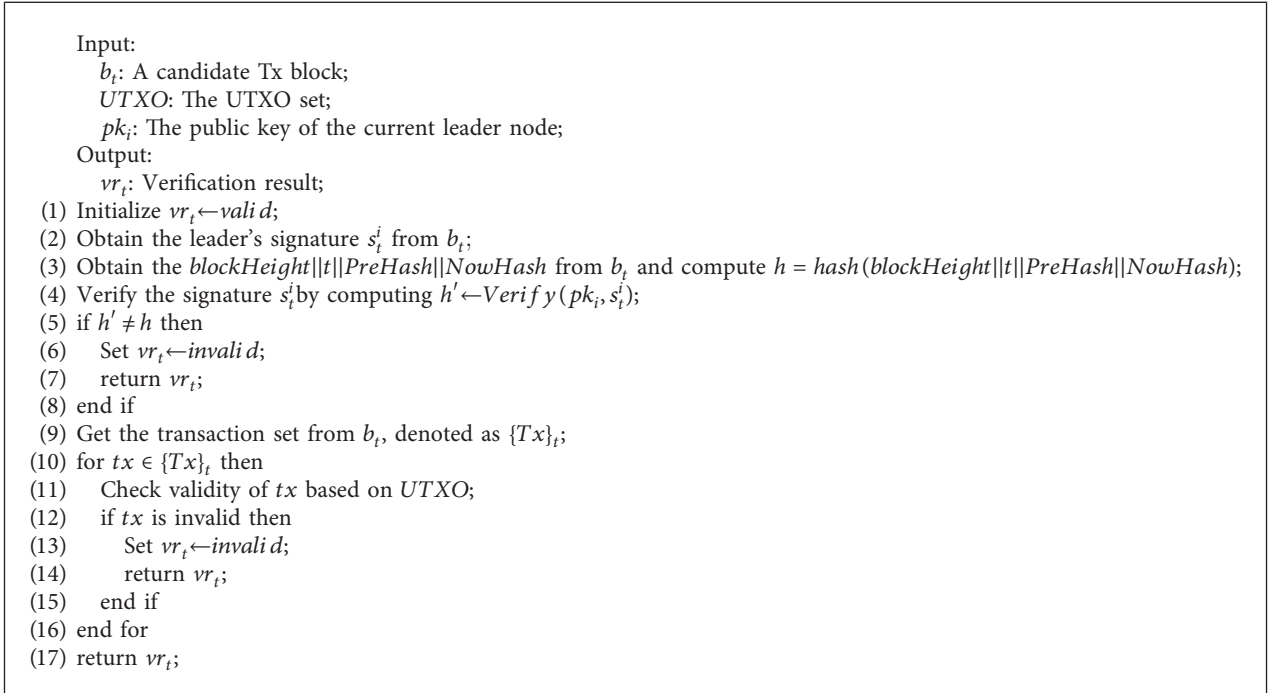 Input:
b_t: A candidate Tx block;
UTXO: The UTXO set;
pk_i: The public key of the current leader node;
Output:
vr_t: Verification result;
(1) Initialize vr_t←valid;
(2) Obtain the leader's signature s_t^i from b_t;
(3) Obtain the blockHeight||t||PreHash||NowHash from b_t and compute h = hash(blockHeight||t||PreHash||NowHash);
(4) Verify the signature s_t^i by computing h′←Verify(pk_i, s_t^i);
(5) if h′ ≠ h then
(6) Set vr_t←invalid;
(7) return vr_t;
(8) end if
(9) Get the transaction set from b_t, denoted as {Tx}_t;
(10) for tx ∈ {Tx}_t then
(11) Check validity of tx based on UTXO;
(12) if tx is invalid then
(13) Set vr_t←invalid;
(14) return vr_t;
(15) end if
(16) end for
(17) return vr_t;